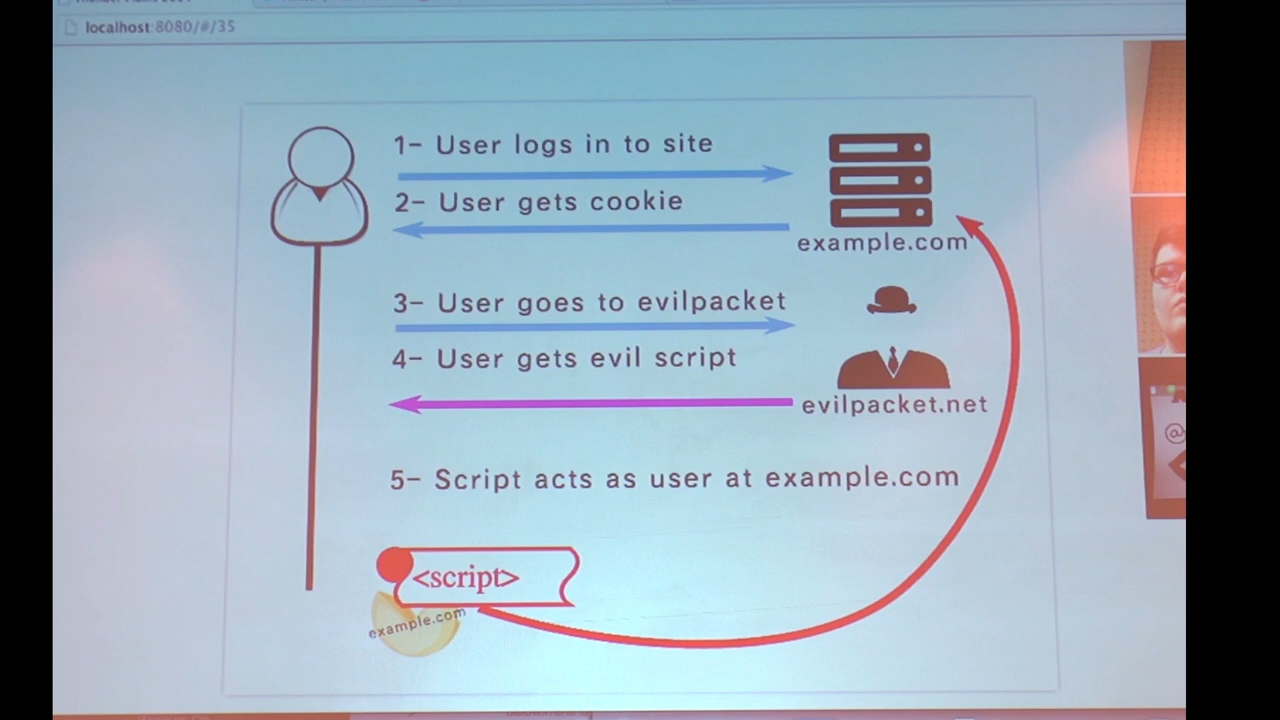 localhost:8080/#/35
1- User logs in to site
2- User gets cookie
example.com
3- User goes to evilpacket
4- User gets evil script
evilpacket.net
5- Script acts as user at example.com
<script>
example.com
@